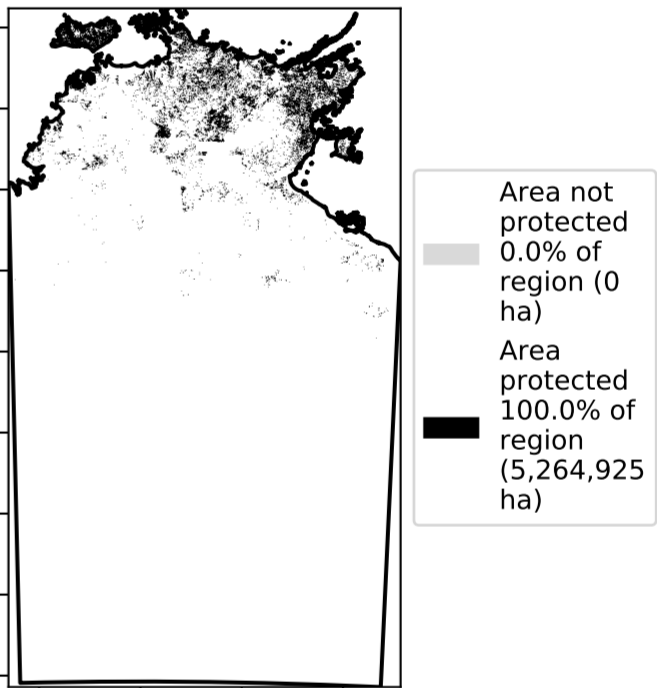 Area not
protected
0.0% of
region (0
ha)
Area
protected
100.0% of
region
(5,264,925
ha)